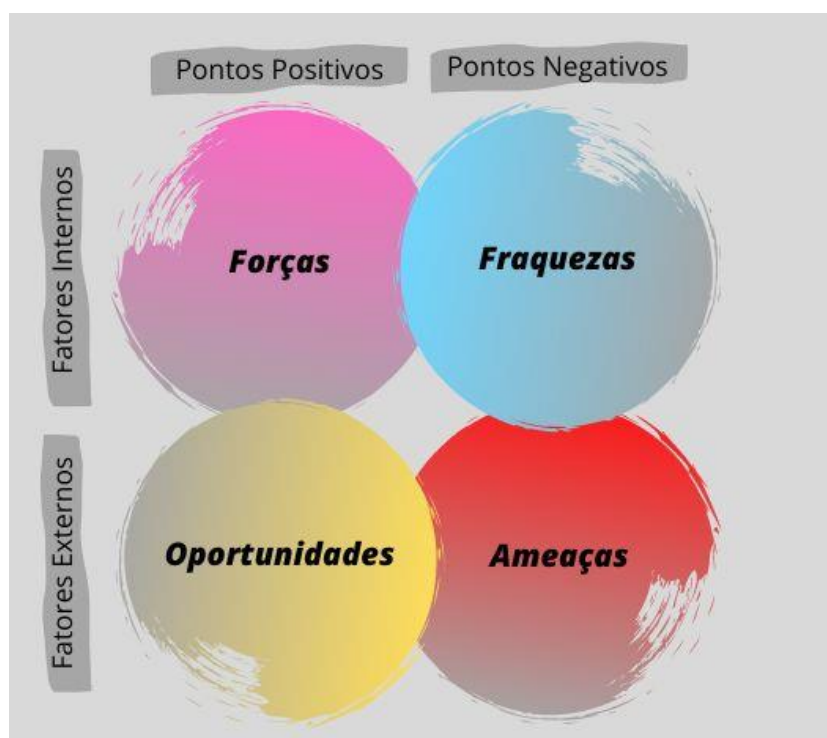 Pontos Positivos
Pontos Negativos
Fatores Internos
Forças
Fraquezas
Fatores Externos
Oportunidades
Ameaças